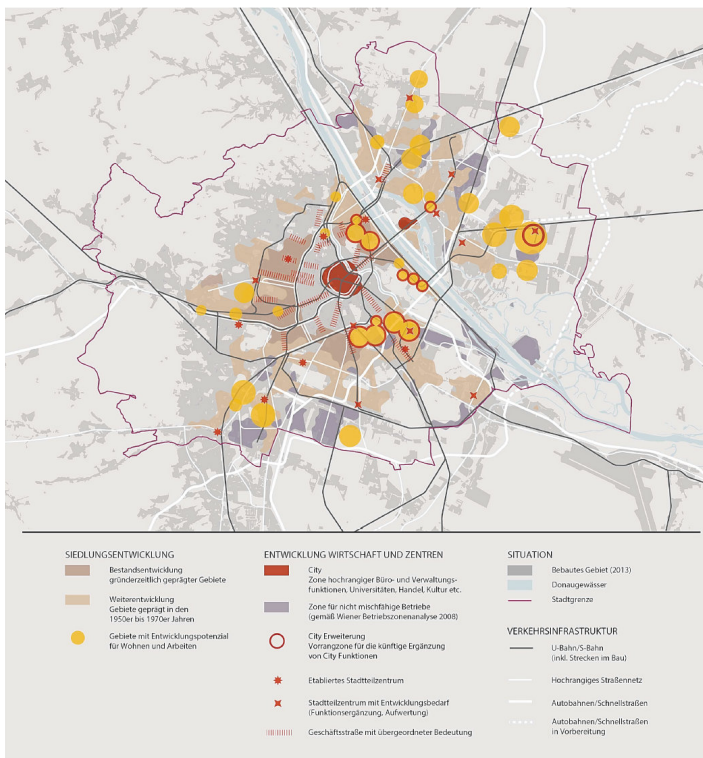 SIEDLUNGSENTWICKLUNG
Bestandsentwicklung
gründerzeitlich geprägter Gebiete
Weiterentwicklung
Gebiete geprägt in den
1950er bis 1970er Jahren
Gebiete mit Entwicklungspotenzial
für Wohnen und Arbeiten
ENTWICKLUNG WIRTSCHAFT UND ZENTREN
City
Zone hochrangiger Büro- und Verwaltungs-
funktionen, Universitäten, Handel, Kultur etc.
Zone für nicht mischfähige Betriebe
(gemäß Wiener Betriebszonenanalyse 2008)
City Erweiterung
Vorrangzone für die künftige Ergänzung
von City Funktionen
Etabliertes Stadtteilzentrum
Stadtteilzentrum mit Entwicklungsbedarf
(Funktionsergänzung, Aufwertung)
Geschäftsstraße mit übergeordneter Bedeutung
SITUATION
Bebautes Gebiet (2013)
Donaugewässer
Stadtgrenze
VERKEHRSINFRASTRUKTUR
U-Bahn/S-Bahn
(inkl. Strecken im Bau)
Hochrangiges Straßennetz
Autobahnen/Schnellstraßen
Autobahnen/Schnellstraßen
in Vorbereitung